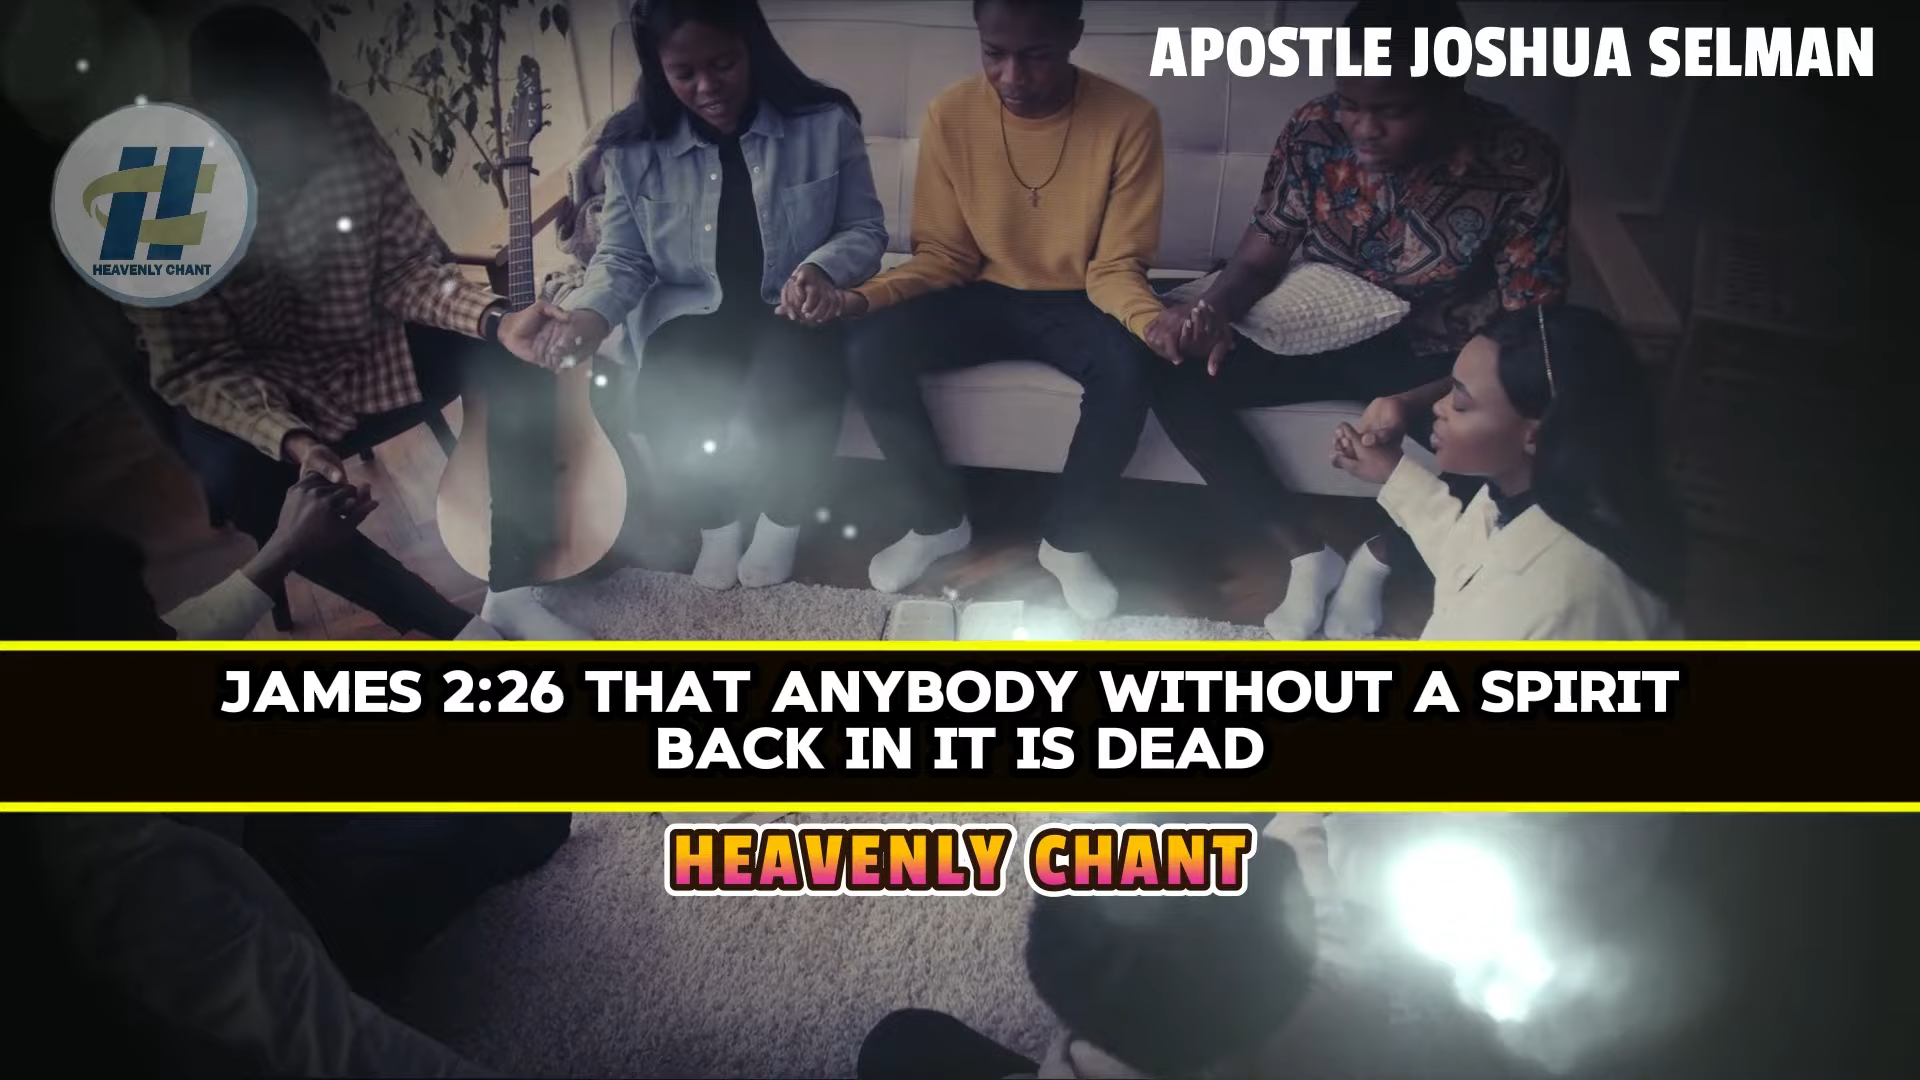 APOSTLE JOSHUA SELMAN
HEAVENLY CHANT
JAMES 2:26 THAT ANYBODY WITHOUT A SPIRIT
BACK IN IT IS DEAD
HEAVENLY CHANT